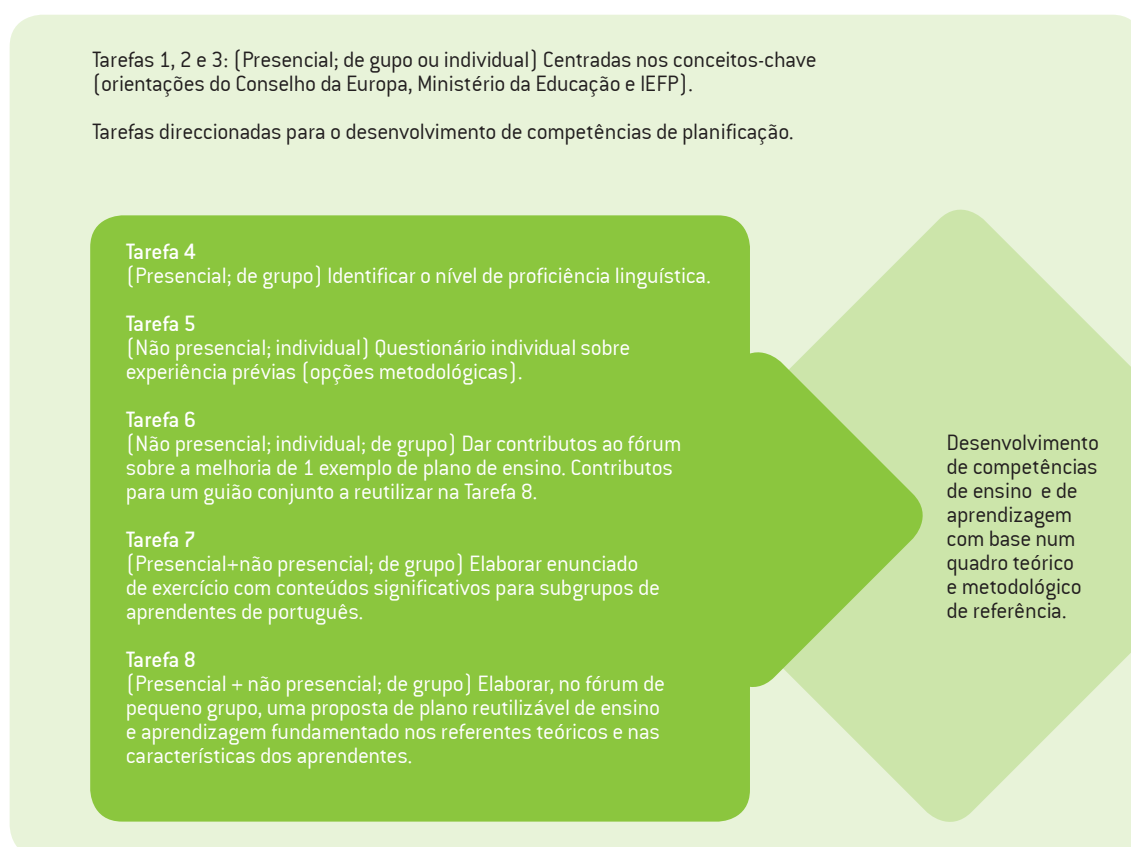 Tarefas 1, 2 e 3: (Presencial; de gupo ou individual) Centradas nos conceitos-chave
(orientações do Conselho da Europa, Ministério da Educação e IEFP).
Tarefas direccionadas para o desenvolvimento de competências de planificação.
Tarefa 4
(Presencial; de grupo) Identificar o nível de proficiência linguística.
Tarefa 5
(Não presencial; individual) Questionário individual sobre
experiência prévias (opções metodológicas).
Tarefa 6
(Não presencial; individual; de grupo) Dar contributos ao fórum
sobre a melhoria de 1 exemplo de plano de ensino. Contributos
para um guião conjunto a reutilizar na Tarefa 8.
Tarefa 7
(Presencial+não presencial; de grupo) Elaborar enunciado
de exercício com conteúdos significativos para subgrupos de
aprendentes de português.
Tarefa 8
(Presencial + não presencial; de grupo) Elaborar, no fórum de
pequeno grupo, uma proposta de plano reutilizável de ensino
e aprendizagem fundamentado nos referentes teóricos e nas
características dos aprendentes.
Desenvolvimento
de competências
de ensino e de
aprendizagem
com base num
quadro teórico
e metodológico
de referência.